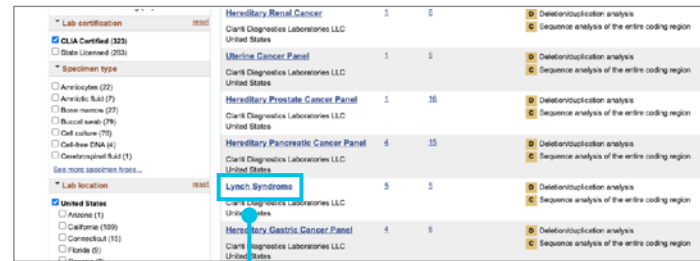 Lab certification reset
CLIA Certified (323)
State Licensed (253)
Specimen type
Amniocytes (22)
Amniotic fluid (7)
Bone marrow (27)
Buccal swab (79)
Cell culture (76)
Cell-free DNA (4)
Cerebrospinal fluid (1)
See more specimen types...
Lab location reset
United States
Arizona (1)
California (109)
Connecticut (15)
Florida (9)
Hereditary Renal Cancer 1 6
Clariti Diagnostics Laboratories LLC
United States
D Deletion/duplication analysis
C Sequence analysis of the entire coding region
Uterine Cancer Panel 1 5
Clariti Diagnostics Laboratories LLC
United States
D Deletion/duplication analysis
C Sequence analysis of the entire coding region
Hereditary Prostate Cancer Panel 1 16
Clariti Diagnostics Laboratories LLC
United States
D Deletion/duplication analysis
C Sequence analysis of the entire coding region
Hereditary Pancreatic Cancer Panel 4 15
Clariti Diagnostics Laboratories LLC
United States
D Deletion/duplication analysis
C Sequence analysis of the entire coding region
Lynch Syndrome 5 5
Clariti Diagnostics Laboratories LLC
United States
D Deletion/duplication analysis
C Sequence analysis of the entire coding region
Hereditary Gastric Cancer Panel 4 6
Clariti Diagnostics Laboratories LLC
United States
D Deletion/duplication analysis
C Sequence analysis of the entire coding region